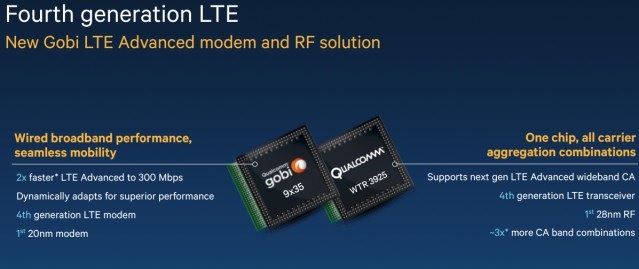 Fourth generation LTE
New Gobi LTE Advanced modem and RF solution
Wired broadband performance,
seamless mobility
2x faster* LTE Advanced to 300 Mbps
Dynamically adapts for superior performance
4th generation LTE modem
1st 20nm modem
Qualcomm
gobi
9x35
QUALCOMM
WTR 3925
One chip, all carrier
aggregation combinations
Supports next gen LTE Advanced wideband CA
4th generation LTE transceiver
1st 28nm RF
~3x* more CA band combinations